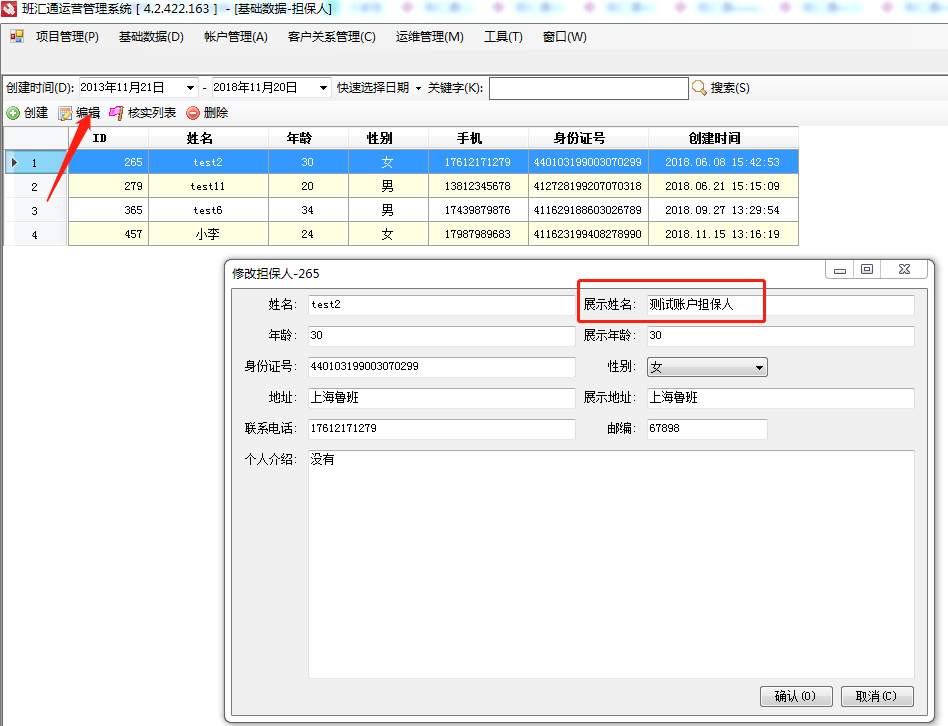 班汇通运营管理系统 [ 4.2.422.163 ] - [基础数据-担保人]
项目管理(P) 基础数据(D) 帐户管理(A) 客户关系管理(C) 运维管理(M) 工具(T) 窗口(W)
创建时间(D): 2013年11月21日 - 2018年11月20日 快速选择日期 关键字(K): 搜索(S)
创建 编辑 核实列表 删除
ID 姓名 年龄 性别 手机 身份证号 创建时间
1 265 test2 30 女 17612171279 440103199003070299 2018.06.08 15:42:53
2 279 test11 20 男 13812345678 412728199207070318 2018.06.21 15:15:09
3 365 test6 34 男 17439879876 411629188603026789 2018.09.27 13:29:54
4 457 小李 24 女 17987989683 411623199408278990 2018.11.15 13:16:19
修改担保人-265
姓名: test2 展示姓名: 测试账户担保人
年龄: 30 展示年龄: 30
身份证号: 440103199003070299 性别: 女
地址: 上海鲁班 展示地址: 上海鲁班
联系电话: 17612171279 邮编: 67898
个人介绍: 没有
确认(O) 取消(C)